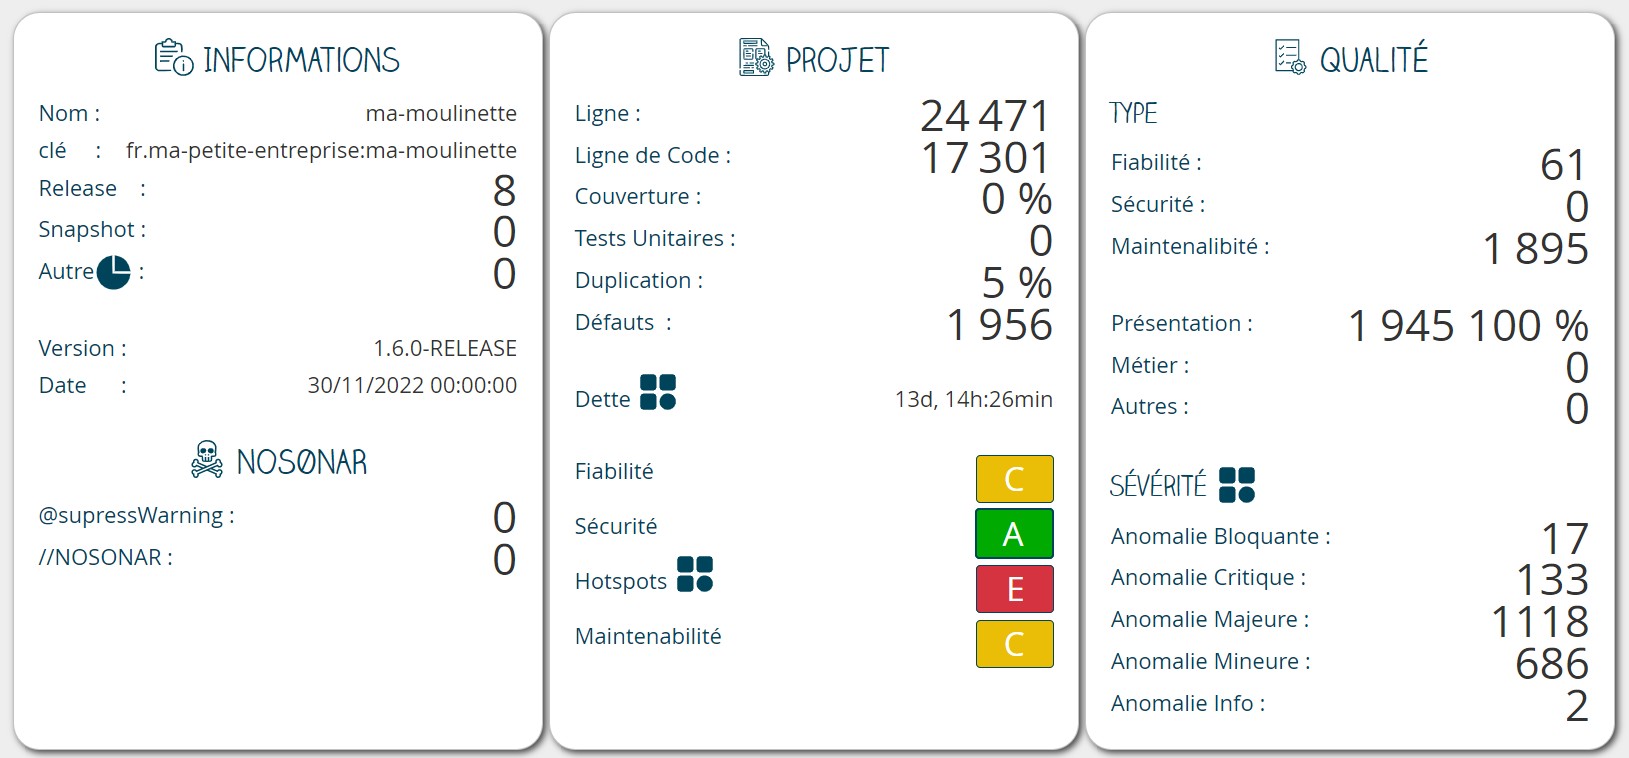 INFORMATIONS
Nom : ma-moulinette
clé : fr.ma-petite-entreprise:ma-moulinette
Release : 8
Snapshot : 0
Autre : 0
Version : 1.6.0-RELEASE
Date : 30/11/2022 00:00:00
NOSONAR
@supressWarning : 0
//NOSONAR : 0
PROJET
Ligne : 24 471
Ligne de Code : 17 301
Couverture : 0 %
Tests Unitaires : 0
Duplication : 5 %
Défauts : 1 956
Dette 13d, 14h:26min
Fiabilité C
Sécurité A
Hotspots E
Maintenabilité C
QUALITÉ
TYPE
Fiabilité : 61
Sécurité : 0
Maintenalibité : 1 895
Présentation : 1 945 100 %
Métier : 0
Autres : 0
SÉVÉRITÉ
Anomalie Bloquante : 17
Anomalie Critique : 133
Anomalie Majeure : 1 118
Anomalie Mineure : 686
Anomalie Info : 2